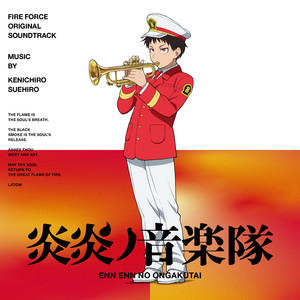 FIRE FORCE
ORIGINAL
SOUNDTRACK
MUSIC
BY
KENICHIRO
SUEHIRO
THE FLAME IS
THE SOUL'S BREATH.
THE BLACK
SMOKE IS THE SOUL'S
RELEASE.
ASHES THOU
WERT AND ART.
MAY THY SOUL
RETURN TO
THE GREAT FLAME OF FIRE.
LATOM
炎炎ノ音楽隊
ENN ENN NO ONGAKUTAI